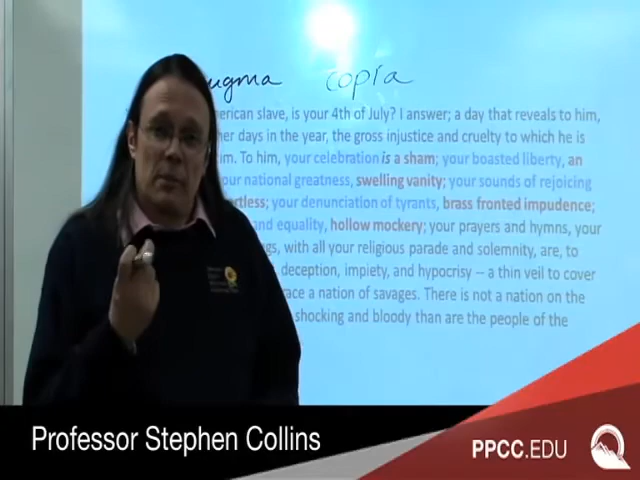 ugma copía
erican slave, is your 4th of July? I answer; a day that reveals to him,
her days in the year, the gross injustice and cruelty to which he is
im. To him, your celebration is a sham; your boasted liberty, an
our national greatness, swelling vanity; your sounds of rejoicing
rtless; your denunciation of tyrants, brass fronted impudence;
and equality, hollow mockery; your prayers and hymns, your
gs, with all your religious parade and solemnity, are, to
deception, impiety, and hypocrisy -- a thin veil to cover
race a nation of savages. There is not a nation on the
shocking and bloody than are the people of the
Professor Stephen Collins
PPCC.EDU